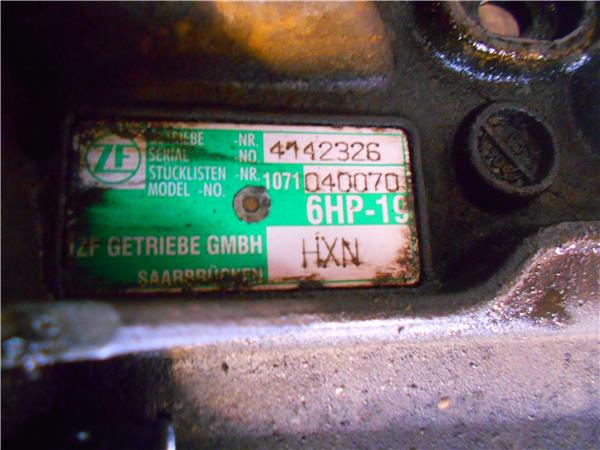 ZF
GETRIEBE -NR. 4142326
SERIAL -NO.
STUCKLISTEN -NR. 1071 040070
MODEL -NO.
6HP-19
ZF GETRIEBE GMBH HXN
SAARBRÜCKEN